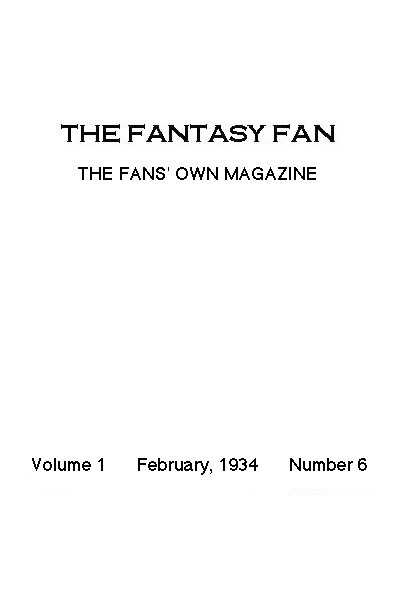 THE FANTASY FAN
THE FANS' OWN MAGAZINE
Volume 1 February, 1934 Number 6